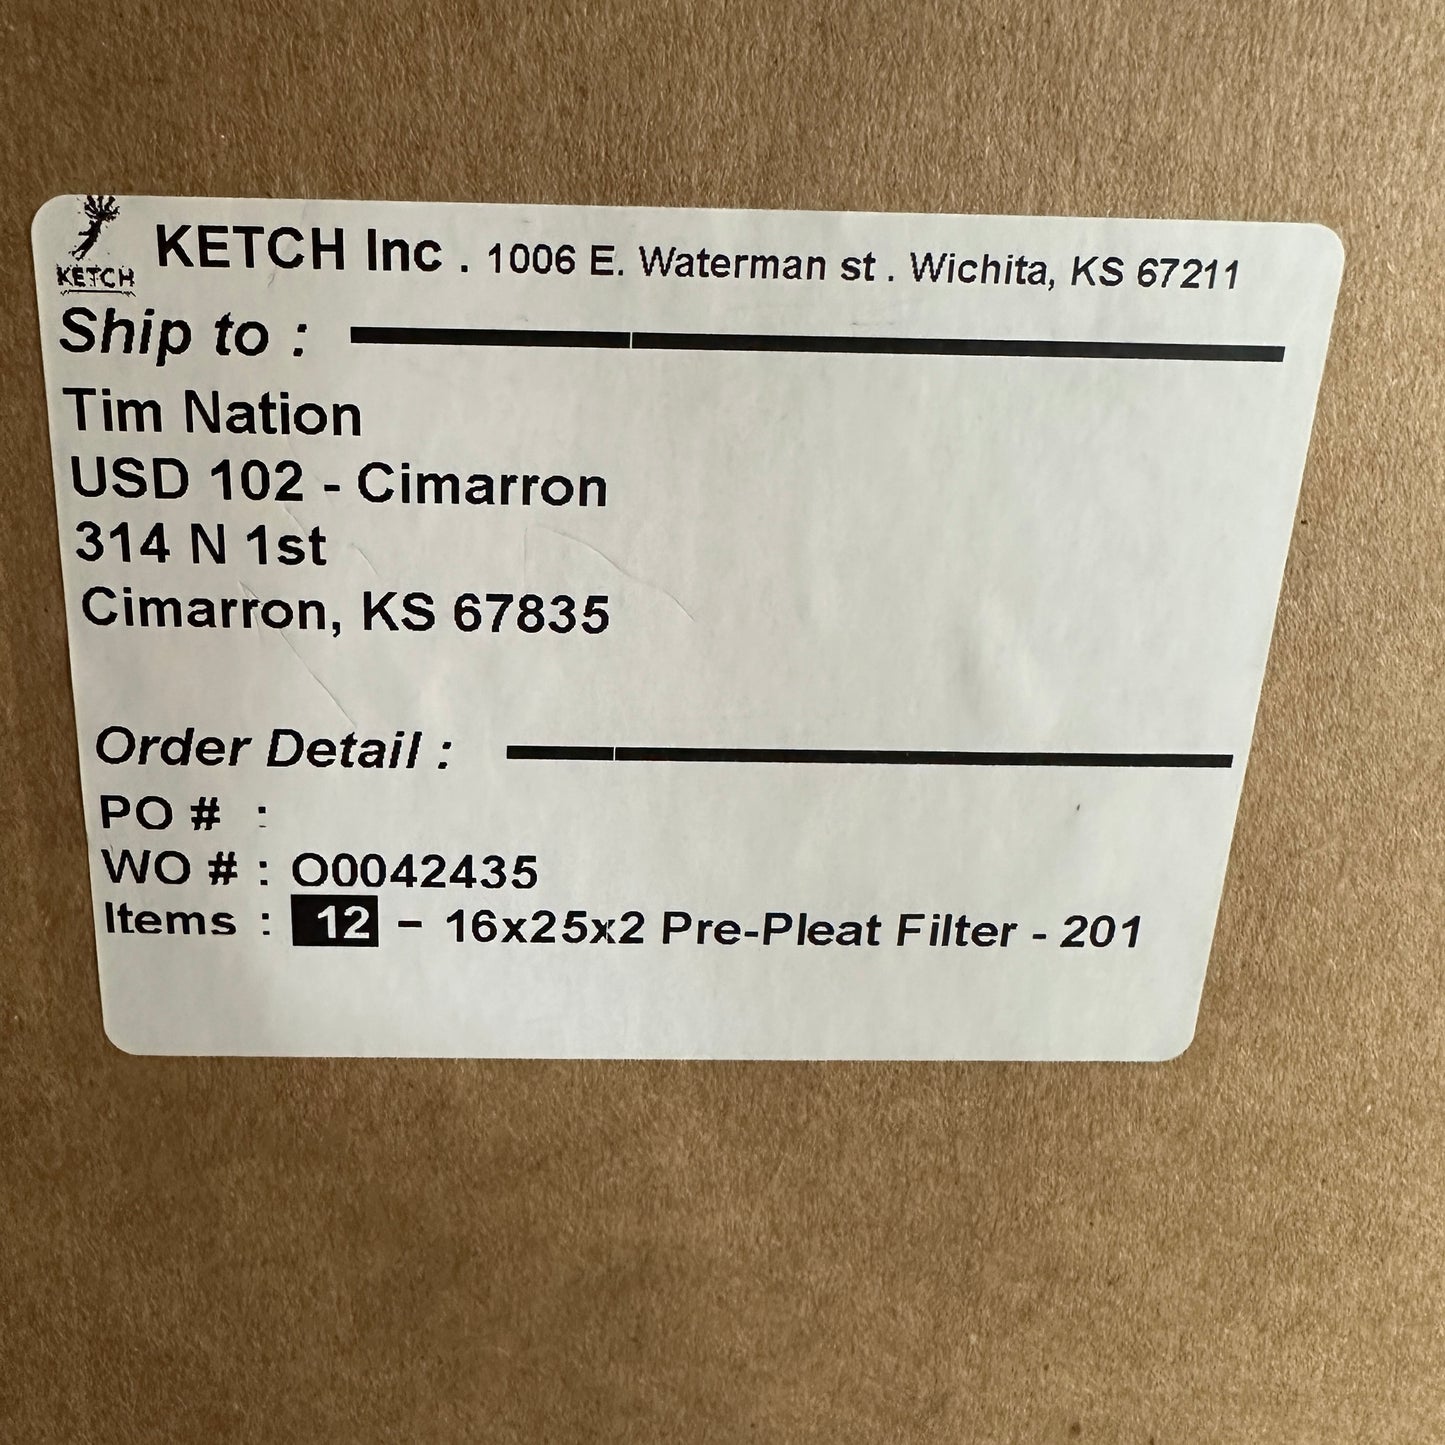 KETCH
KETCH Inc . 1006 E. Waterman st . Wichita, KS 67211
Ship to :
Tim Nation
USD 102 - Cimarron
314 N 1st
Cimarron, KS 67835
Order Detail :
PO # :
WO # : O0042435
Items : 12 - 16x25x2 Pre-Pleat Filter - 201